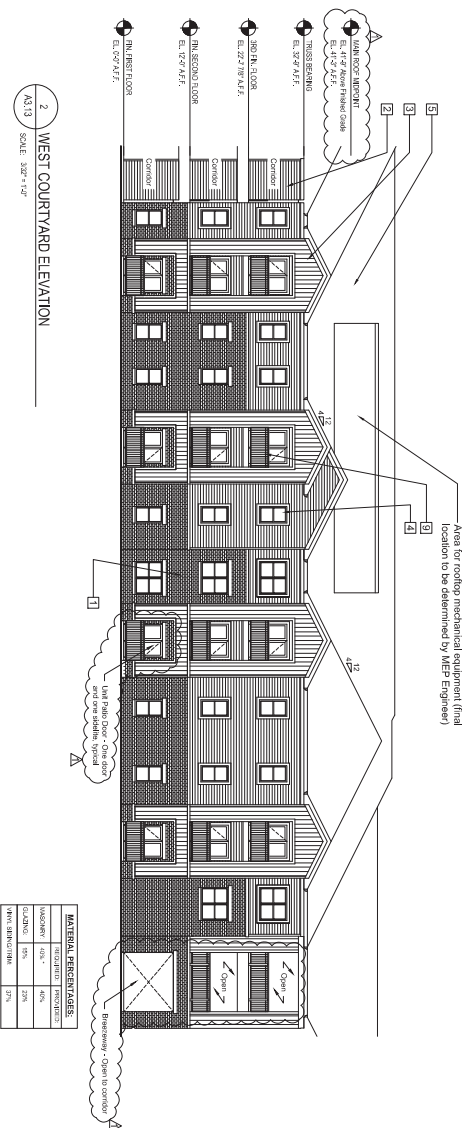 MAIN ROOF MIDPOINT
EL. 41'-9" Above Finished Grade
EL. 41'-3" A.F.F.
TRUSS BEARING
EL. 32'-9" A.F.F.
3RD FIN. FLOOR
EL. 22'-7 7/8" A.F.F.
FIN. SECOND FLOOR
EL. 12'-0" A.F.F.
FIN. FIRST FLOOR
EL. 0'-0" A.F.F.
5
3
2
Corridor
Corridor
Corridor
Area for rooftop mechanical equipment (final
location to be determined by MEP Engineer)
12
4
9
4
12
4
1
Unit Patio Door - One door
and one sidelite, typical
Open
Open
Breezeway - Open to corridor
2
A3.13
WEST COURTYARD ELEVATION
SCALE: 3/32" = 1'-0"
MATERIAL PERCENTAGES:
REQUIRED: PROVIDED:
MASONRY: 40% * 40%
GLAZING: 15% 23%
VINYL SIDING/TRIM: 37%